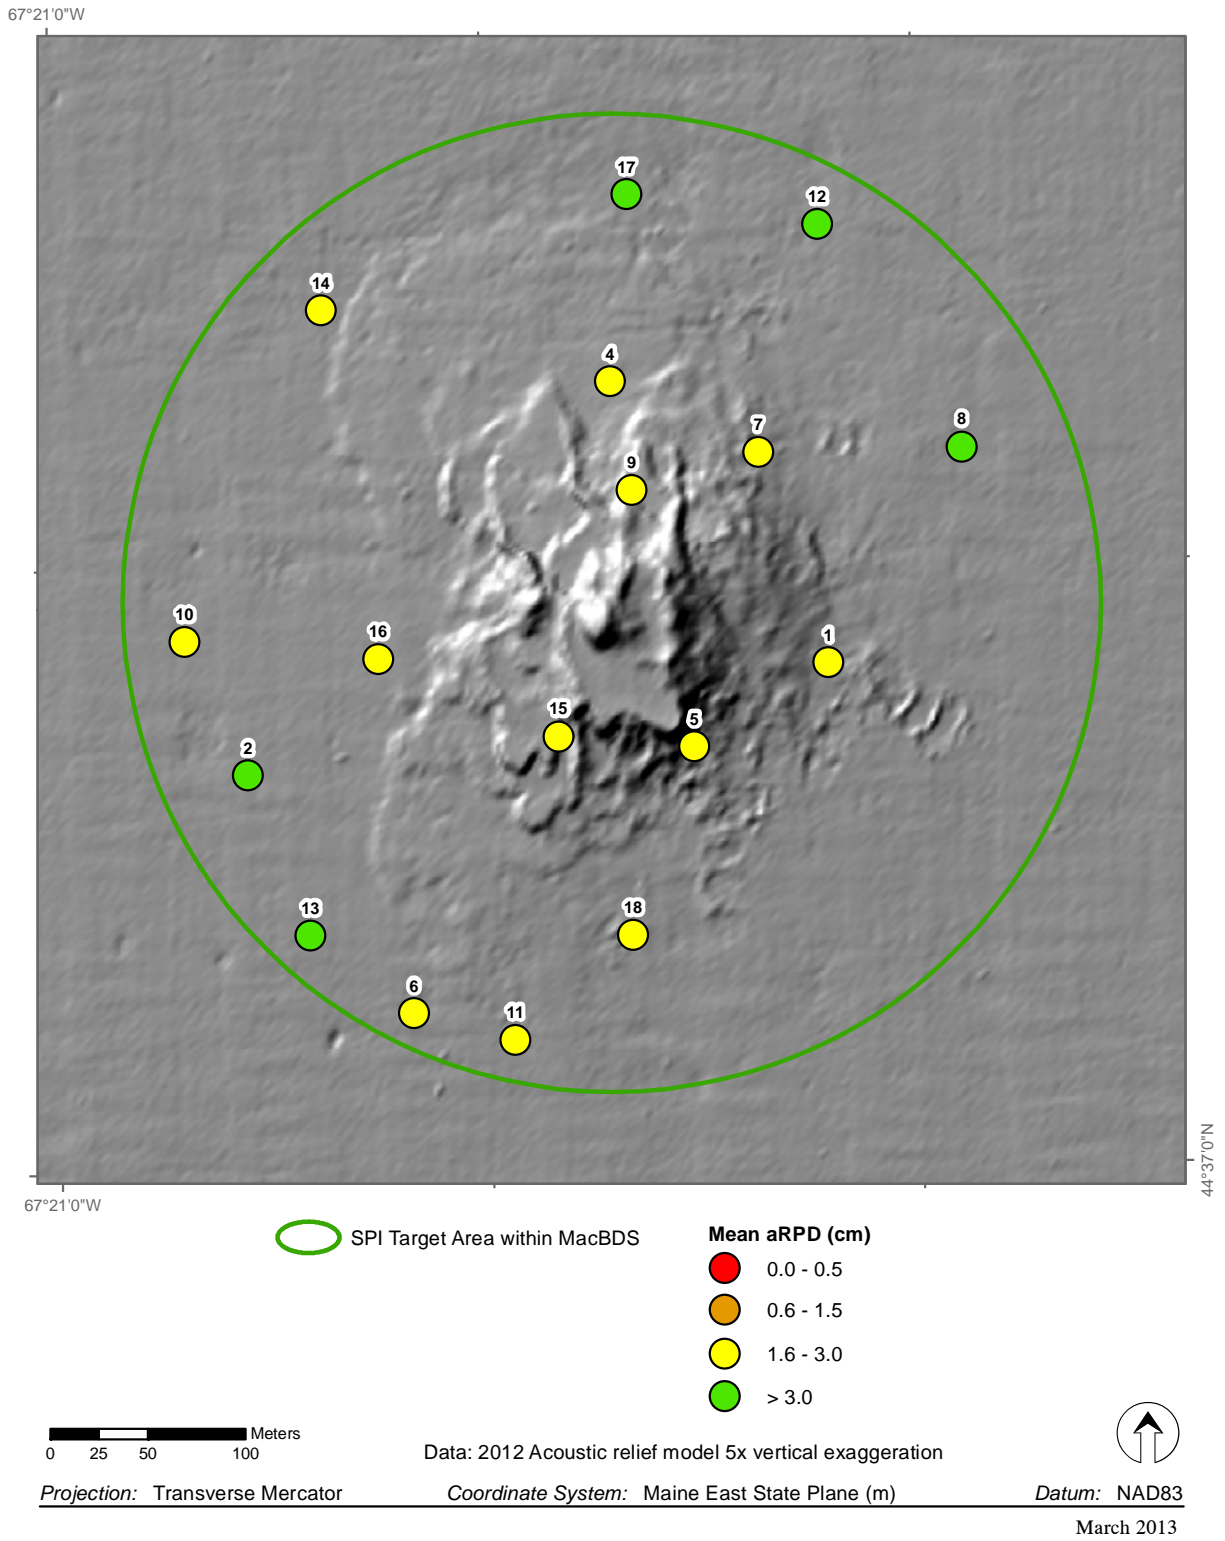 67°21'0"W
17
12
14
4
8
7
9
10
16
1
15
5
2
13
18
6
11
44°37'0"N
67°21'0"W
SPI Target Area within MacBDS
Mean aRPD (cm)
0.0 - 0.5
0.6 - 1.5
1.6 - 3.0
> 3.0
Meters
0 25 50 100
Data: 2012 Acoustic relief model 5x vertical exaggeration
Projection: Transverse Mercator Coordinate System: Maine East State Plane (m) Datum: NAD83
March 2013